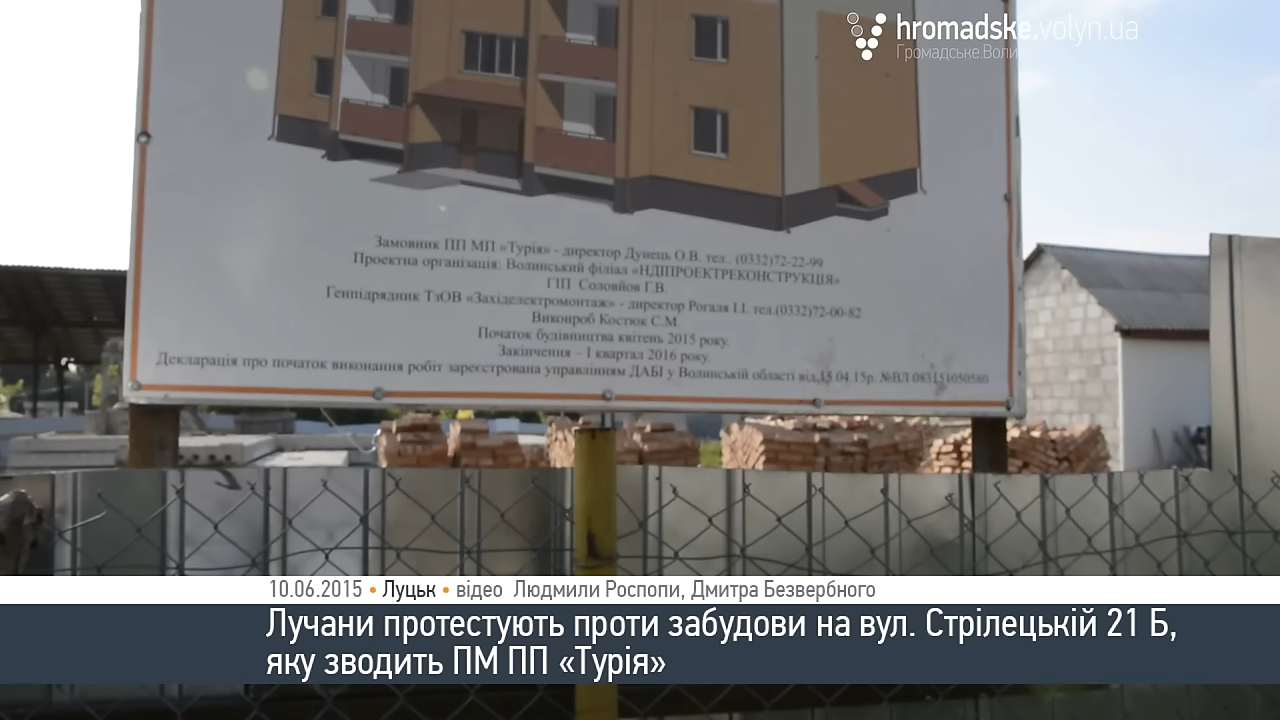 hromadske.volyn.ua
Громадське.Воли
Замовник ПП МП «Турія» - директор Дунець О.В. тел.. (0332)72-22-99
Проектна організація: Волинський філіал «НДІПРОЕКТРЕКОНСТРУКЦІЯ»
ГІП Соловйов Г.В.
Генпідрядник ТзОВ «Західелектромонтаж» - директор Рогаля І.І. тел.(0332)72-00-82
Виконроб Костюк С.М.
Початок будівництва квітень 2015 року.
Закінчення – І квартал 2016 року.
Декларація про початок виконання робіт зареєстрована управлінням ДАБІ у Волинській області від 15.04.15р. №ВЛ 083151050580
10.06.2015 • Луцьк • відео Людмили Роспопи, Дмитра Безвербного
Лучани протестують проти забудови на вул. Стрілецькій 21 Б,
яку зводить ПМ ПП «Турія»